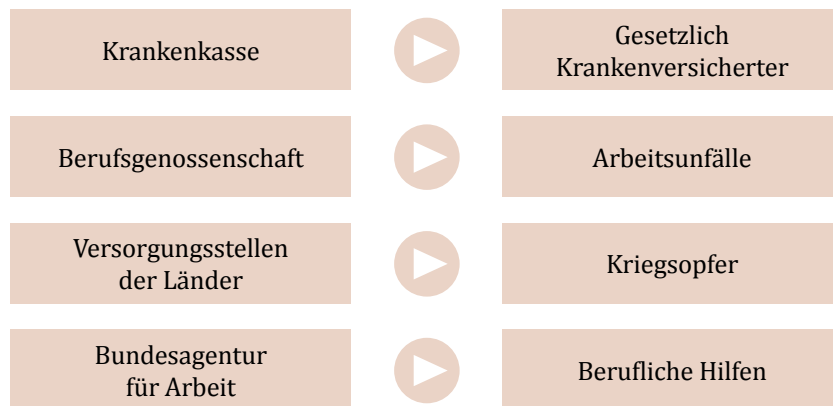 Krankenkasse
Gesetzlich
Krankenversicherter
Berufsgenossenschaft
Arbeitsunfälle
Versorgungsstellen
der Länder
Kriegsopfer
Bundesagentur
für Arbeit
Berufliche Hilfen